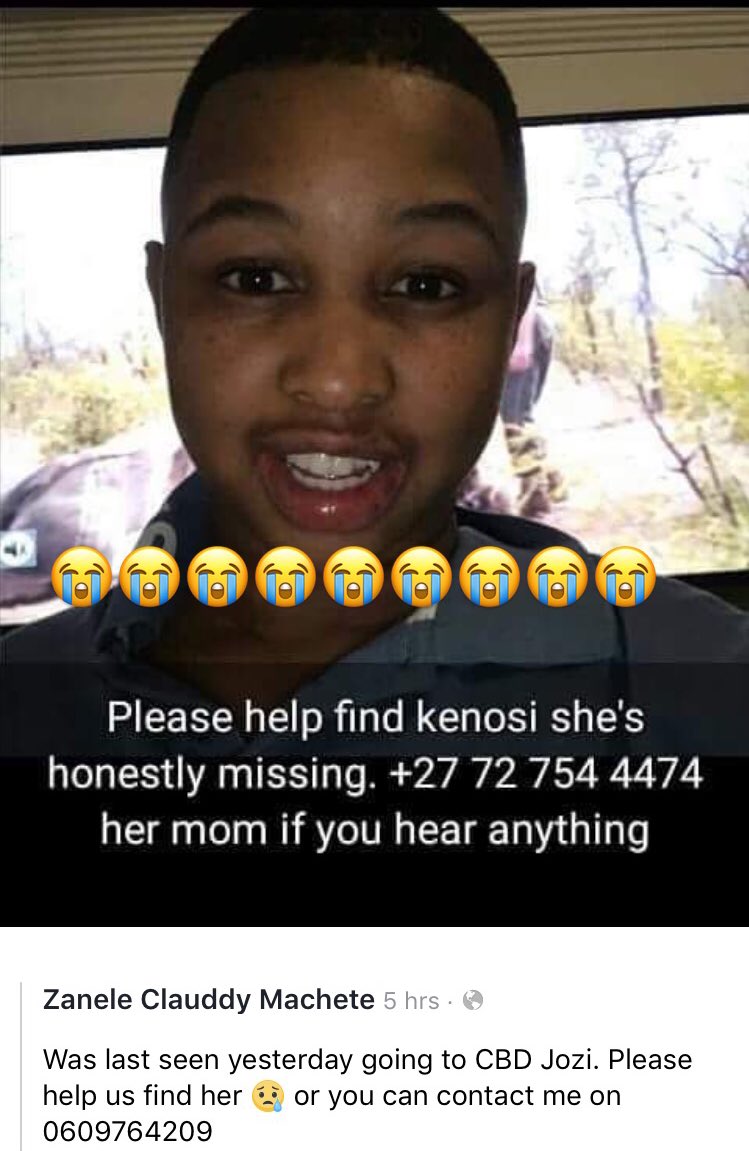 😭😭😭😭😭😭😭😭😭
Please help find kenosi she's
honestly missing. +27 72 754 4474
her mom if you hear anything
Zanele Clauddy Machete 5 hrs ·
Was last seen yesterday going to CBD Jozi. Please
help us find her 😢 or you can contact me on
0609764209